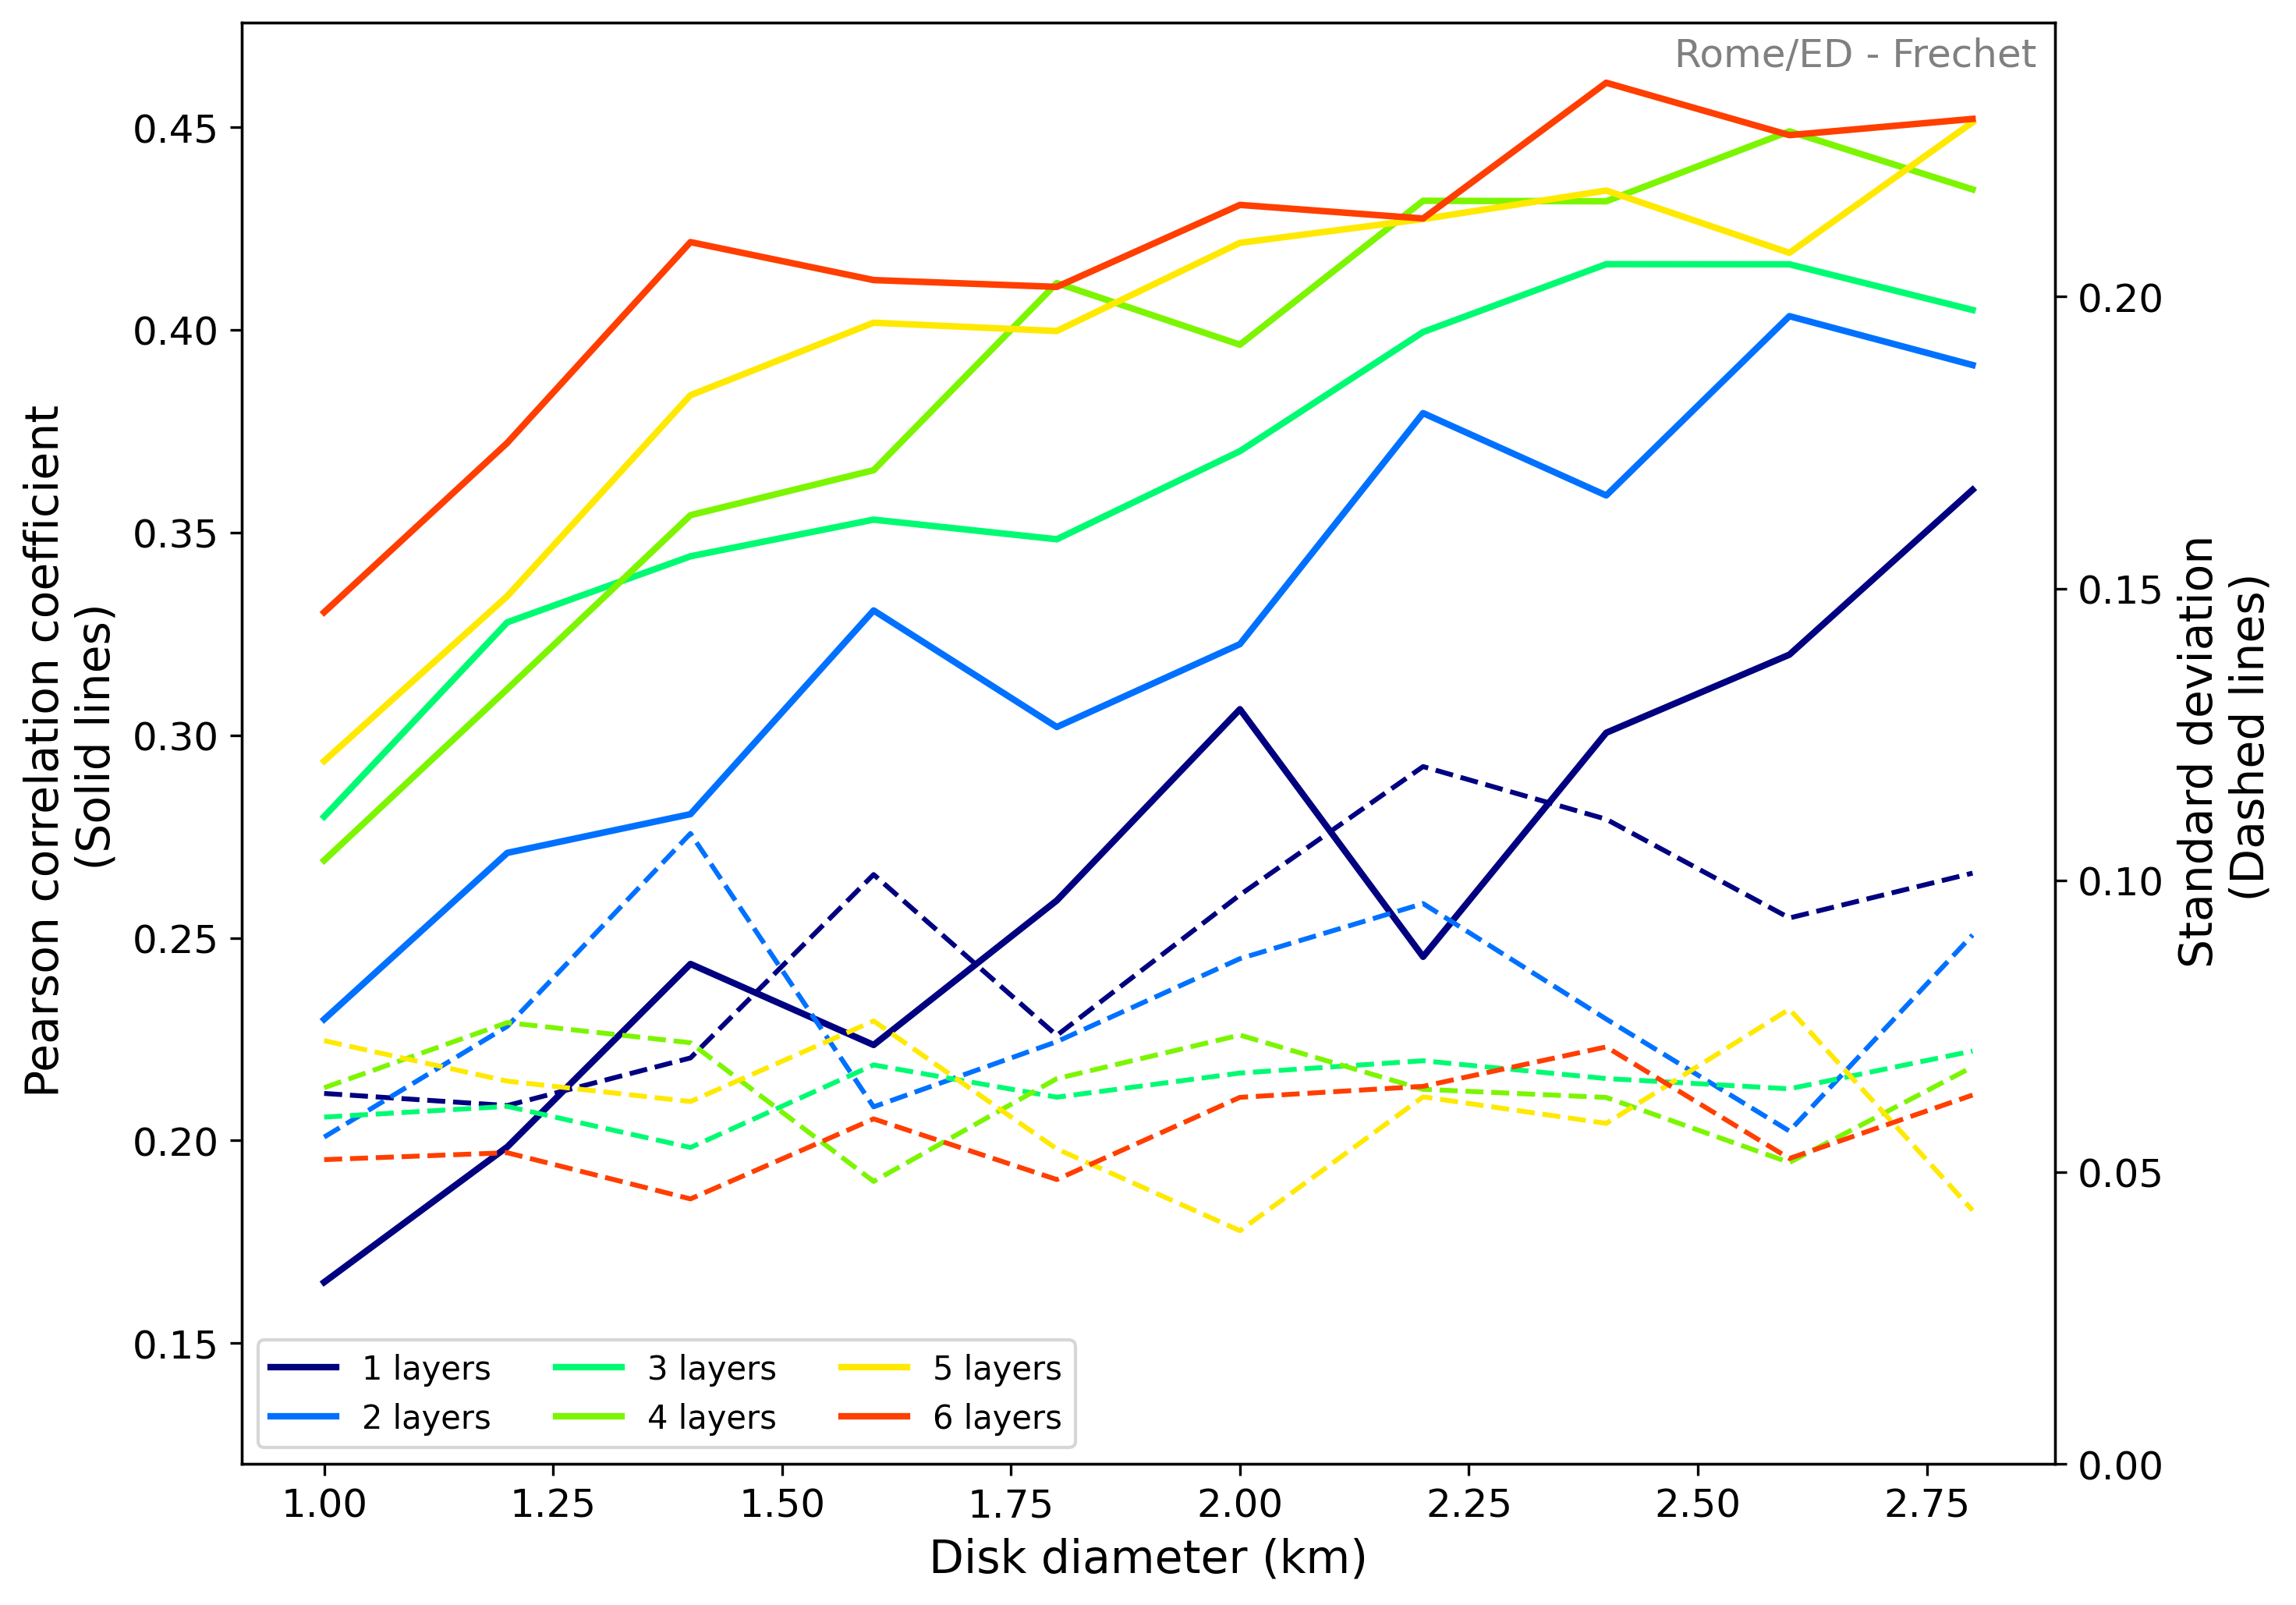 Rome/ED - Frechet
Pearson correlation coefficient
(Solid lines)
0.45
0.40
0.35
0.30
0.25
0.20
0.15
0.20
0.15
0.10
0.05
0.00
Standard deviation
(Dashed lines)
1 layers
2 layers
3 layers
4 layers
5 layers
6 layers
1.00 1.25 1.50 1.75 2.00 2.25 2.50 2.75
Disk diameter (km)